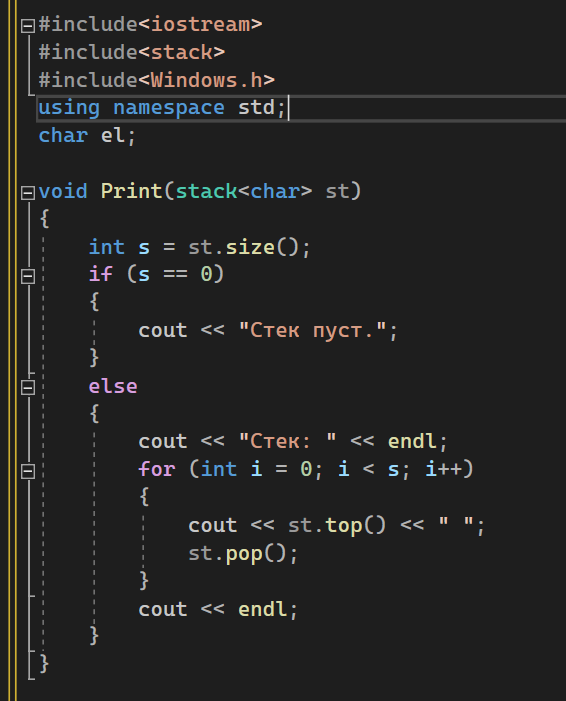 #include<iostream>
#include<stack>
#include<Windows.h>
using namespace std;
char el;
void Print(stack<char> st)
{
int s = st.size();
if (s == 0)
{
cout << "Стек пуст.";
}
else
{
cout << "Стек: " << endl;
for (int i = 0; i < s; i++)
{
cout << st.top() << " ";
st.pop();
}
cout << endl;
}
}